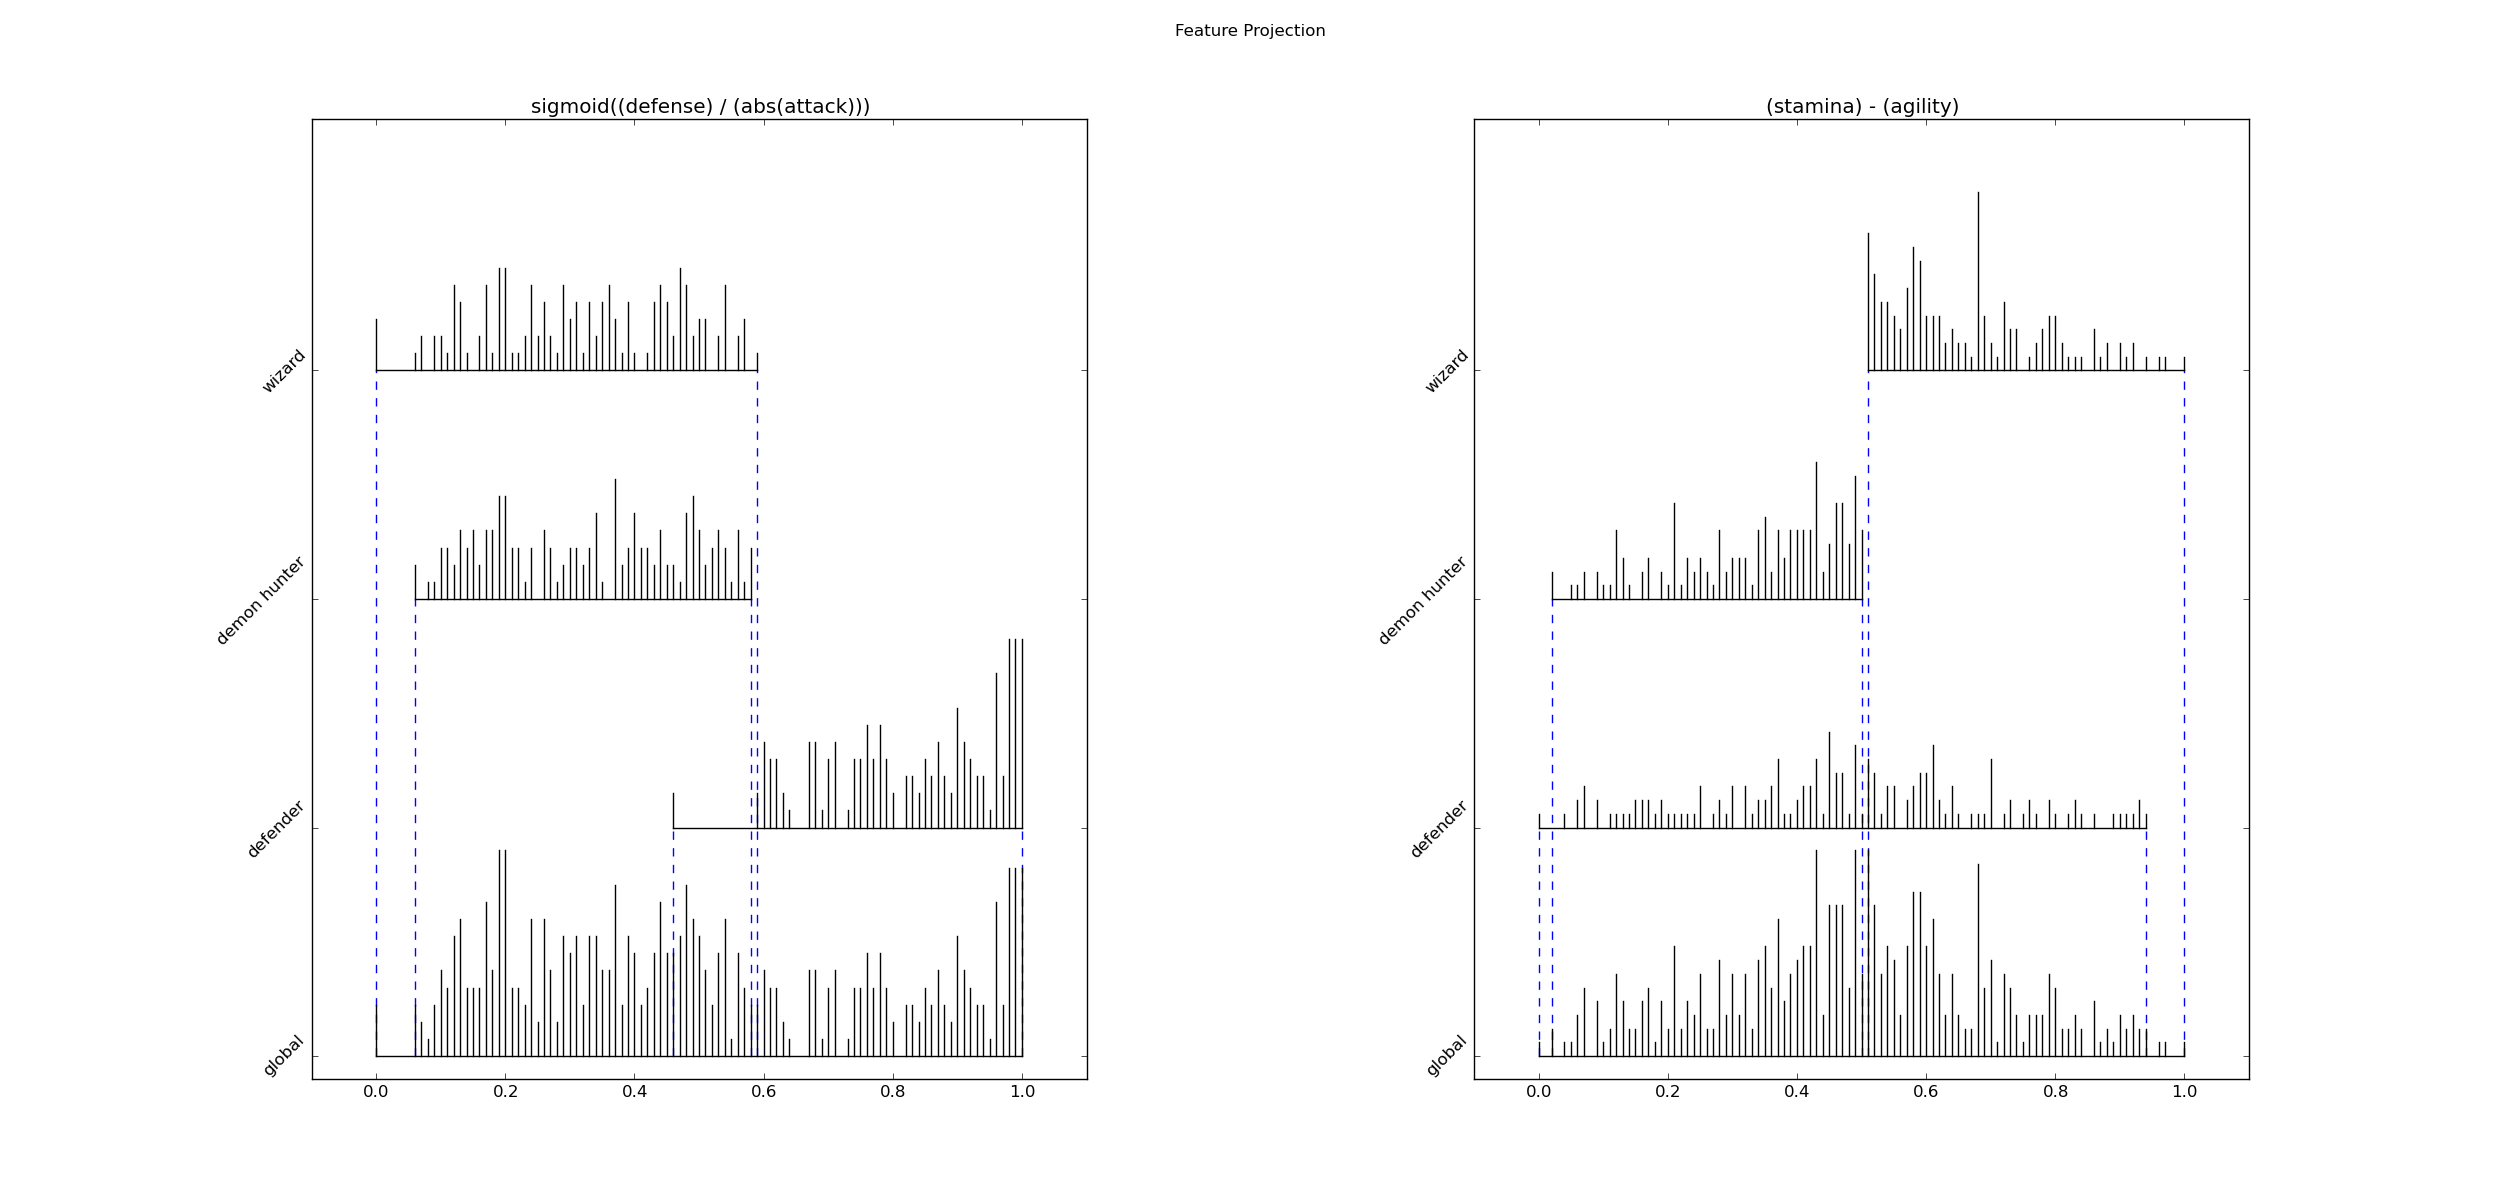 Feature Projection
sigmoid((defense) / (abs(attack)))
wizard
demon hunter
defender
global
0.0 0.2 0.4 0.6 0.8 1.0
(stamina) - (agility)
wizard
demon hunter
defender
global
0.0 0.2 0.4 0.6 0.8 1.0